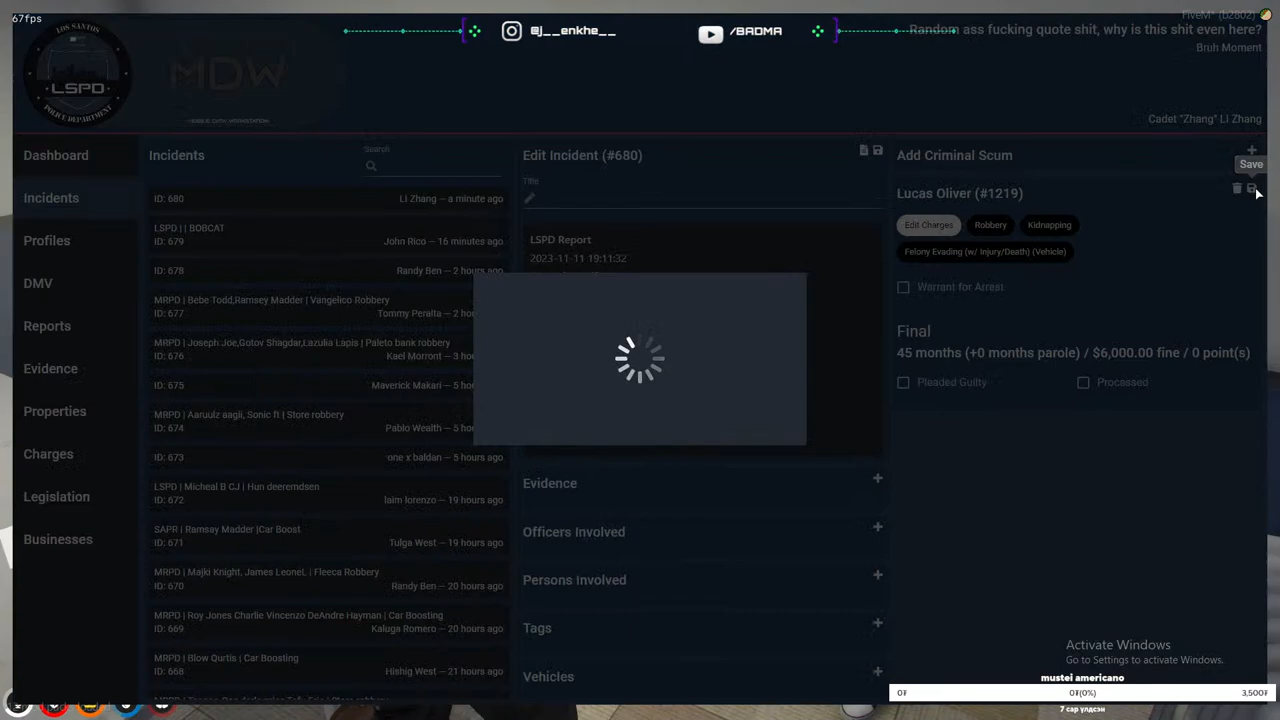 67fps
FiveM* (b2802)
@j__enkhe__
/BADMA
Random ass fucking quote shit, why is this shit even here?
Bruh Moment
LOS SANTOS
LSPD
POLICE DEPARTMENT
MDW
Cadet "Zhang" Li Zhang
Dashboard
Incidents
Profiles
DMV
Reports
Evidence
Properties
Charges
Legislation
Businesses
Incidents
Search
ID: 680 Li Zhang — a minute ago
LSPD | | BOBCAT
ID: 679 John Rico — 16 minutes ago
ID: 678 Randy Ben — 2 hours ago
MRPD | Bebe Todd,Ramsey Madder | Vangelico Robbery
ID: 677 Tommy Peralta — 2 hou
MRPD | Joseph Joe,Gotov Shagdar,Lazulia Lapis | Paleto bank robbery
ID: 676 Kael Morront — 3 hou
ID: 675 Maverick Makari — 5 hou
MRPD | Aaruulz aagli, Sonic ft | Store robbery
ID: 674 Pablo Wealth — 5 hou
ID: 673 one x baldan — 5 hours ago
LSPD | Micheal B CJ | Hun deeremdsen
ID: 672 laim lorenzo — 19 hours ago
SAPR | Ramsay Madder |Car Boost
ID: 671 Tulga West — 19 hours ago
MRPD | Majki Knight, James Leonel, | Fleeca Robbery
ID: 670 Randy Ben — 20 hours ago
MRPD | Roy Jones Charlie Vincenzo DeAndre Hayman | Car Boosting
ID: 669 Kaluga Romero — 20 hours ago
MRPD | Blow Qurtis | Car Boosting
ID: 668 Hishig West — 21 hours ago
Edit Incident (#680)
Title
LSPD Report
2023-11-11 19:11:32
Evidence
Officers Involved
Persons Involved
Tags
Vehicles
Add Criminal Scum
Save
Lucas Oliver (#1219)
Edit Charges Robbery Kidnapping
Felony Evading (w/ Injury/Death) (Vehicle)
Warrant for Arrest
Final
45 months (+0 months parole) / $6,000.00 fine / 0 point(s)
Pleaded Guilty Processed
Activate Windows
Go to Settings to activate Windows.
mustei americano
0₮ 0₮(0%) 3,500₮
7 сар үлдсэн